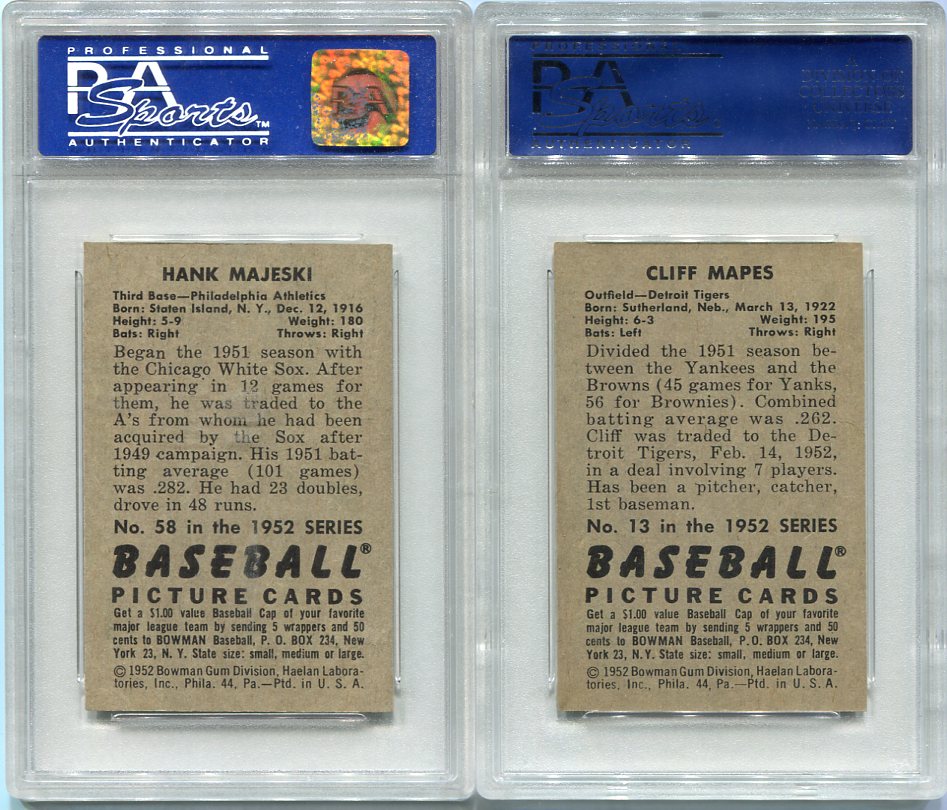 PROFESSIONAL
PSA
Sports™
AUTHENTICATOR
PSA
HANK MAJESKI
Third Base—Philadelphia Athletics
Born: Staten Island, N. Y., Dec. 12, 1916
Height: 5-9 Weight: 180
Bats: Right Throws: Right
Began the 1951 season with
the Chicago White Sox. After
appearing in 12 games for
them, he was traded to the
A's from whom he had been
acquired by the Sox after
1949 campaign. His 1951 bat-
ting average (101 games)
was .282. He had 23 doubles,
drove in 48 runs.
No. 58 in the 1952 SERIES
BASEBALL®
PICTURE CARDS
Get a $1.00 value Baseball Cap of your favorite
major league team by sending 5 wrappers and 50
cents to BOWMAN Baseball, P. O. BOX 234, New
York 23, N. Y. State size: small, medium or large.
© 1952 Bowman Gum Division, Haelan Labora-
tories, Inc., Phila. 44, Pa.—Ptd. in U. S. A.
PROFESSIONAL
PSA
Sports
AUTHENTICATOR
A
DIVISION OF
COLLECTORS
UNIVERSE
CLIFF MAPES
Outfield—Detroit Tigers
Born: Sutherland, Neb., March 13, 1922
Height: 6-3 Weight: 195
Bats: Left Throws: Right
Divided the 1951 season be-
tween the Yankees and the
Browns (45 games for Yanks,
56 for Brownies). Combined
batting average was .262.
Cliff was traded to the De-
troit Tigers, Feb. 14, 1952,
in a deal involving 7 players.
Has been a pitcher, catcher,
1st baseman.
No. 13 in the 1952 SERIES
BASEBALL®
PICTURE CARDS
Get a $1.00 value Baseball Cap of your favorite
major league team by sending 5 wrappers and 50
cents to BOWMAN Baseball, P. O. BOX 234, New
York 23, N. Y. State size: small, medium or large.
© 1952 Bowman Gum Division, Haelan Labora-
tories, Inc., Phila. 44, Pa.—Ptd. in U. S. A.